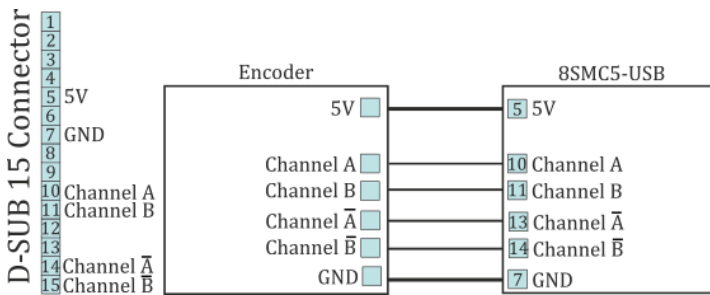 D-SUB 15 Connector
1
2
3
4
5 5V
6
7 GND
8
9
10 Channel A
11 Channel B
12
13
14 Channel A̅
15 Channel B̅
Encoder
5V
Channel A
Channel B
Channel A̅
Channel B̅
GND
8SMC5-USB
5 5V
10 Channel A
11 Channel B
13 Channel A̅
14 Channel B̅
7 GND